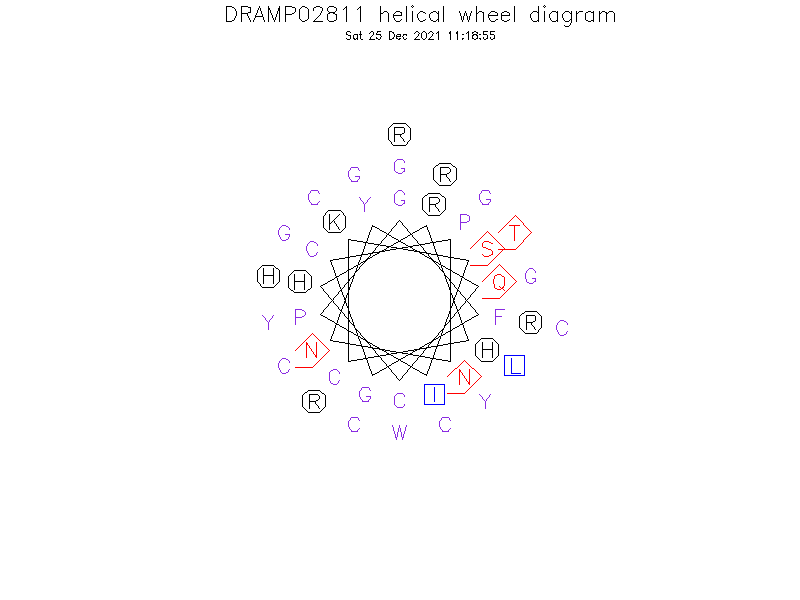 DRAMP02811 helical wheel diagram
Sat 25 Dec 2021 11:18:55
R
G G R
C Y G R G
G K P T
C S
H H Q G
Y P F R C
C N H L
R C N
G C I Y
C W C